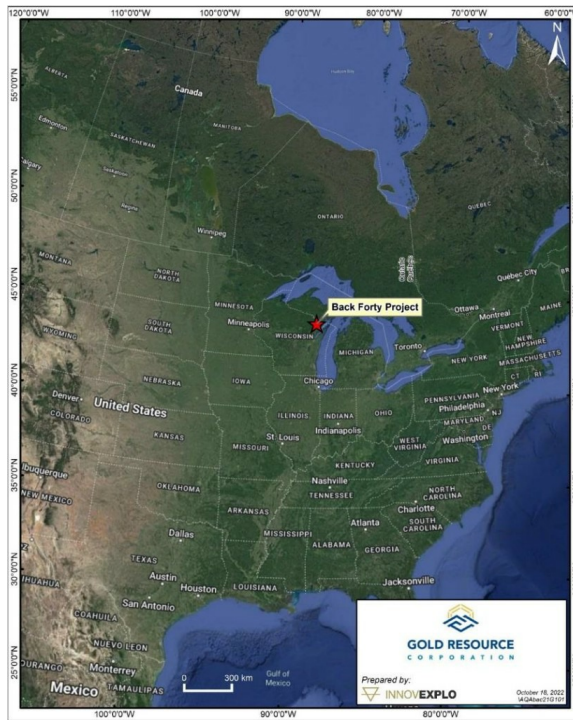 120°0'0"W
110°0'0"W
100°0'0"W
90°0'0"W
80°0'0"W
70°0'0"W
60°0'0"W
N
55°0'0"N
50°0'0"N
45°0'0"N
40°0'0"N
35°0'0"N
30°0'0"N
25°0'0"N
ALBERTA
Canada
Edmonton
SASKATCHEWAN
MANITOBA
Calgary
Saskatoon
Regina
Winnipeg
ONTARIO
QUEBEC
MONTANA
NORTH
DAKOTA
MINNESOTA
Back Forty Project
Quebec City
Ottawa
Montreal
MAINE
SOUTH
DAKOTA
Minneapolis
WISCONSIN
MICHIGAN
Toronto
VERMONT
NEW
HAMPSHIRE
WYOMING
NEW YORK
MASSACHUSETTS
CT
RI
NEBRASKA
IOWA
Chicago
PENNSYLVANIA
New York
Denver
COLORADO
United States
ILLINOIS
INDIANA
OHIO
Philadelphia
NJ
MARYLAND
DE
Indianapolis
KANSAS
MISSOURI
St. Louis
WEST
VIRGINIA
Washington
VIRGINIA
KENTUCKY
Albuquerque
NEW MEXICO
OKLAHOMA
Nashville
TENNESSEE
NORTH
CAROLINA
Charlotte
ARKANSAS
SOUTH
CAROLINA
Atlanta
MISSISSIPPI
ALABAMA
GEORGIA
Dallas
TEXAS
Austin
Houston
LOUISIANA
Jacksonville
San Antonio
COAHUILA
NUEVO LEON
DURANGO
Monterrey
Mexico
TAMAULIPAS
Gulf of
Mexico
0 300 km
GOLD RESOURCE
CORPORATION
Prepared by:
INNOVEXPLO
October 18, 2022
100°0'0"W
90°0'0"W
80°0'0"W